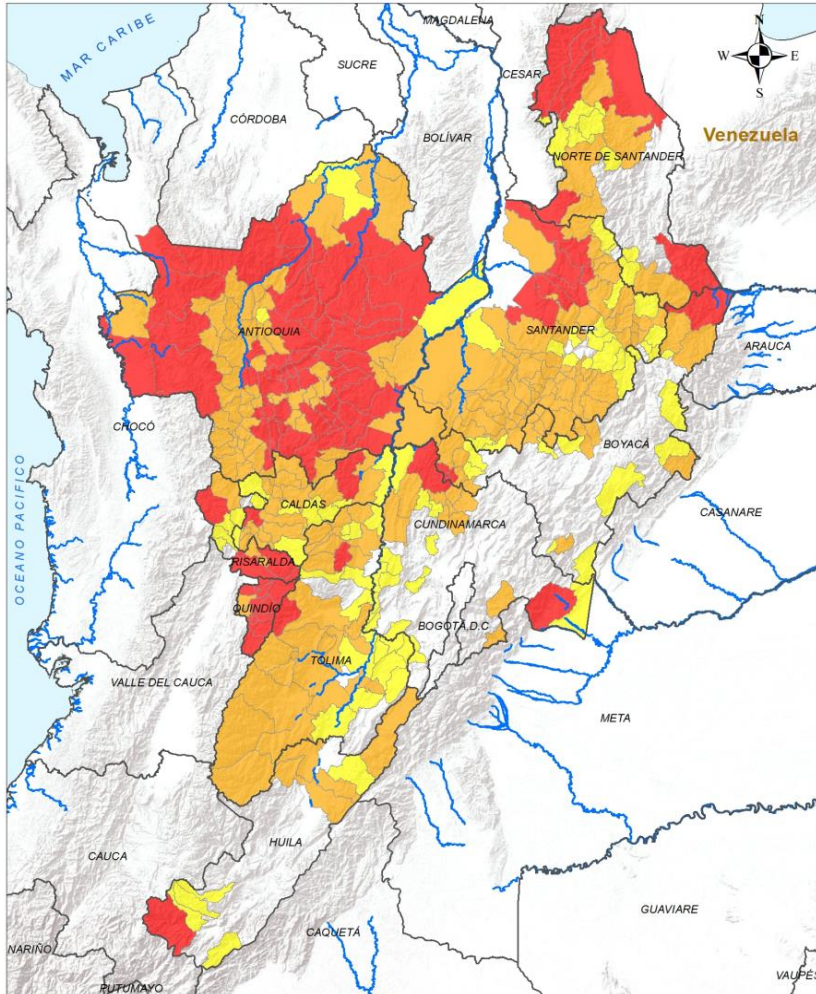 MAGDALENA
N
W E
S
MAR CARIBE
SUCRE
CESAR
CÓRDOBA
BOLÍVAR
Venezuela
NORTE DE SANTANDER
ANTIOQUIA
SANTANDER
ARAUCA
CHOCÓ
BOYACÁ
OCEANO PACIFICO
CALDAS
CUNDINAMARCA
CASANARE
RISARALDA
QUINDÍO
BOGOTÁ, D.C
TOLIMA
VALLE DEL CAUCA
META
HUILA
CAUCA
GUAVIARE
CAQUETÁ
NARIÑO
PUTUMAYO
VAUPÉS